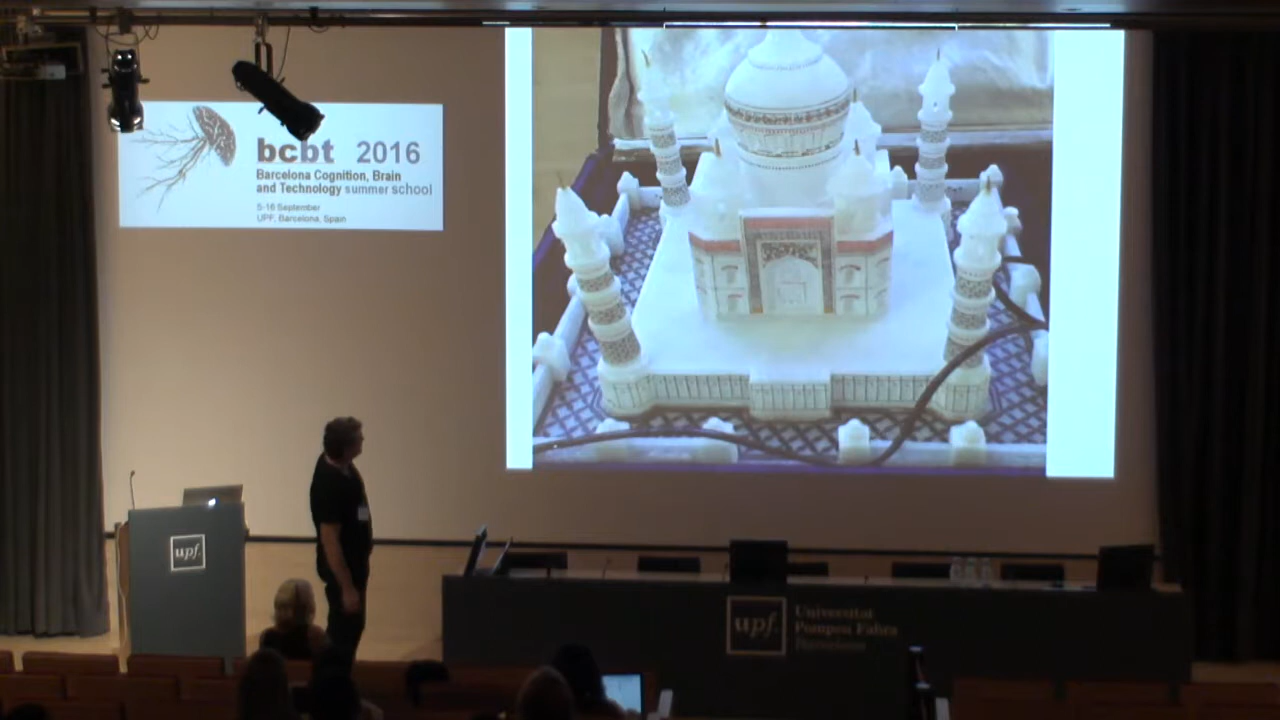 bcbt 2016
Barcelona Cognition, Brain
and Technology summer school
5-16 September
UPF, Barcelona, Spain
upf.
upf.
Universitat
Pompeu Fabra
Barcelona